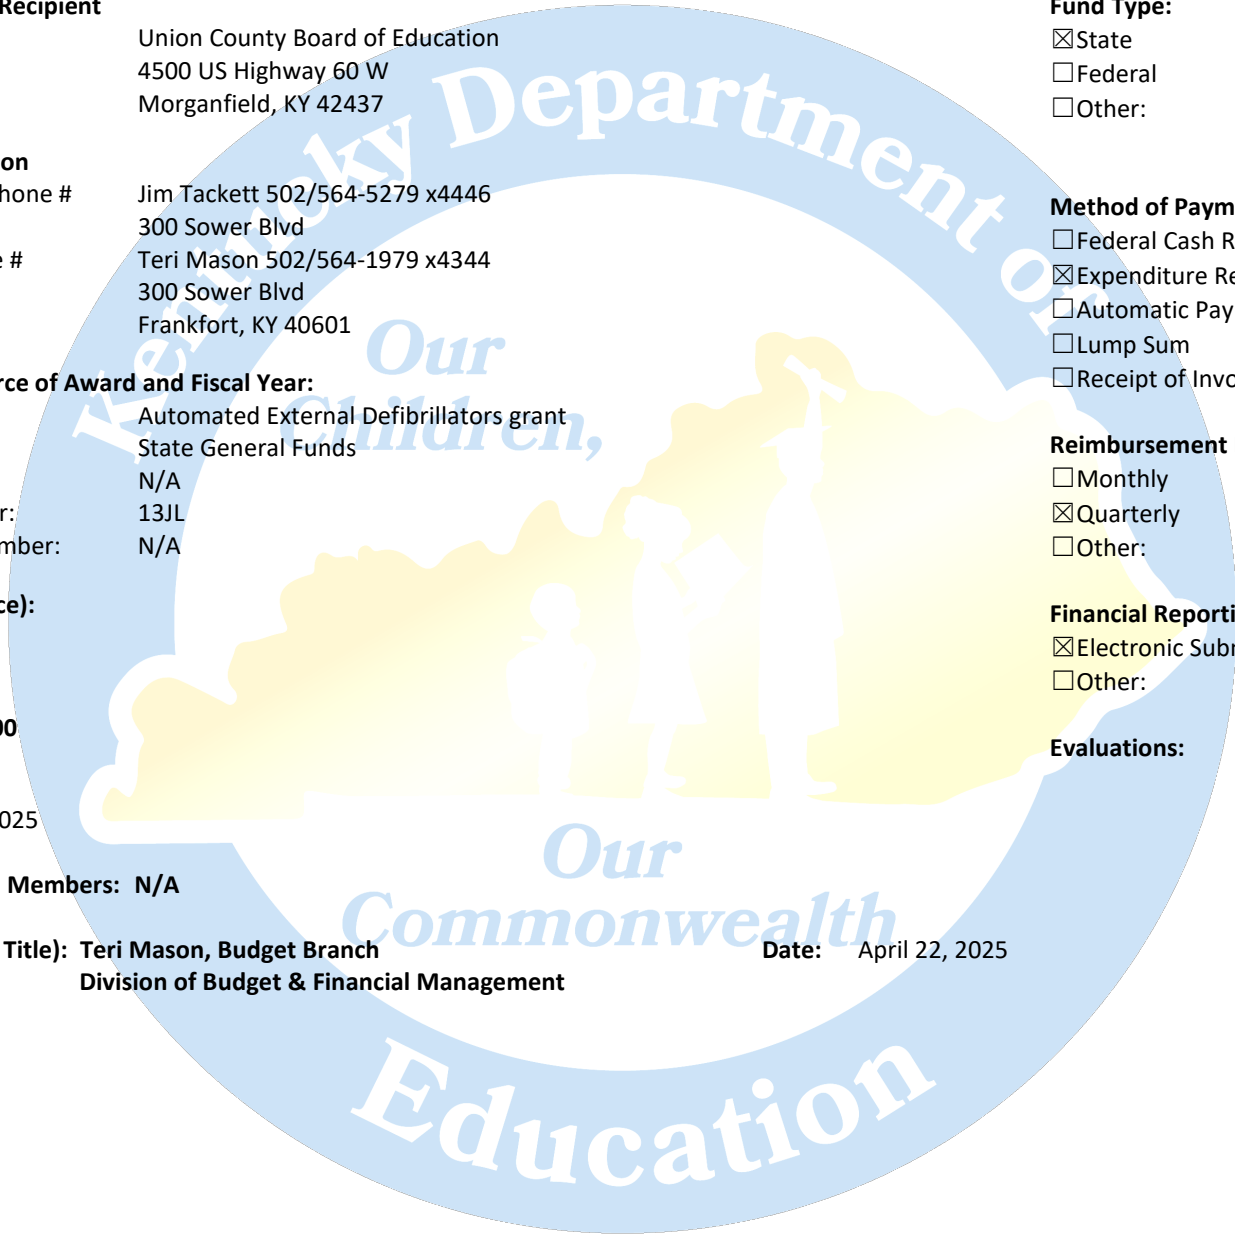 Recipient
Union County Board of Education
4500 US Highway 60 W
Morganfield, KY 42437
on
hone # Jim Tackett 502/564-5279 x4446
300 Sower Blvd
e # Teri Mason 502/564-1979 x4344
300 Sower Blvd
Frankfort, KY 40601
rce of Award and Fiscal Year:
Automated External Defibrillators grant
State General Funds
N/A
r: 13JL
mber: N/A
ce):
00
025
Members: N/A
Title): Teri Mason, Budget Branch
Division of Budget & Financial Management
Date: April 22, 2025
Fund Type:
☒State
☐Federal
☐Other:
Method of Paym
☐Federal Cash R
☒Expenditure Re
☐Automatic Pay
☐Lump Sum
☐Receipt of Invo
Reimbursement
☐Monthly
☒Quarterly
☐Other:
Financial Reporti
☒Electronic Subm
☐Other:
Evaluations:
Kentucky Department of
Education
Our
Children,
Our
Commonwealth